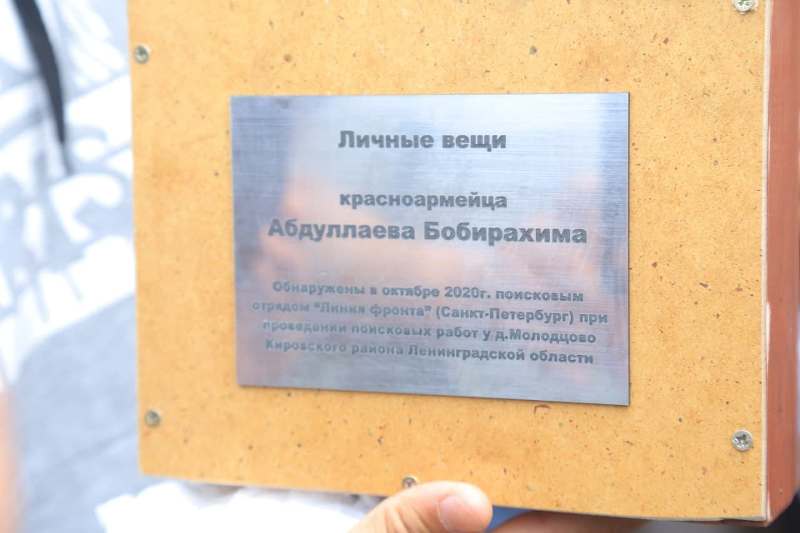 Личные вещи
красноармейца
Абдуллаева Бобирахима
Обнаружены в октябре 2020г. поисковым
отрядом "Линия фронта" (Санкт-Петербург) при
проведении поисковых работ у д.Молодцово
Кировского района Ленинградской области